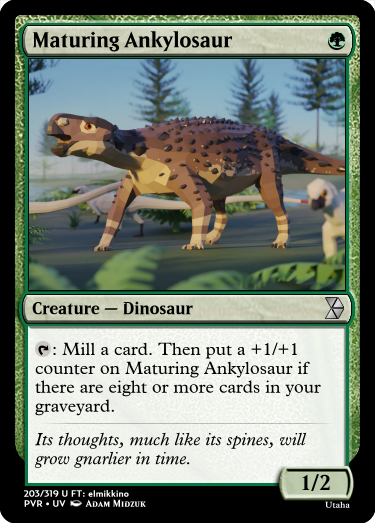 Maturing Ankylosaur
Creature — Dinosaur
: Mill a card. Then put a +1/+1
counter on Maturing Ankylosaur if
there are eight or more cards in your
graveyard.
Its thoughts, much like its spines, will
grow gnarlier in time.
1/2
203/319 U FT: elmikkino
PVR • UV Adam Midzuk
Utaha